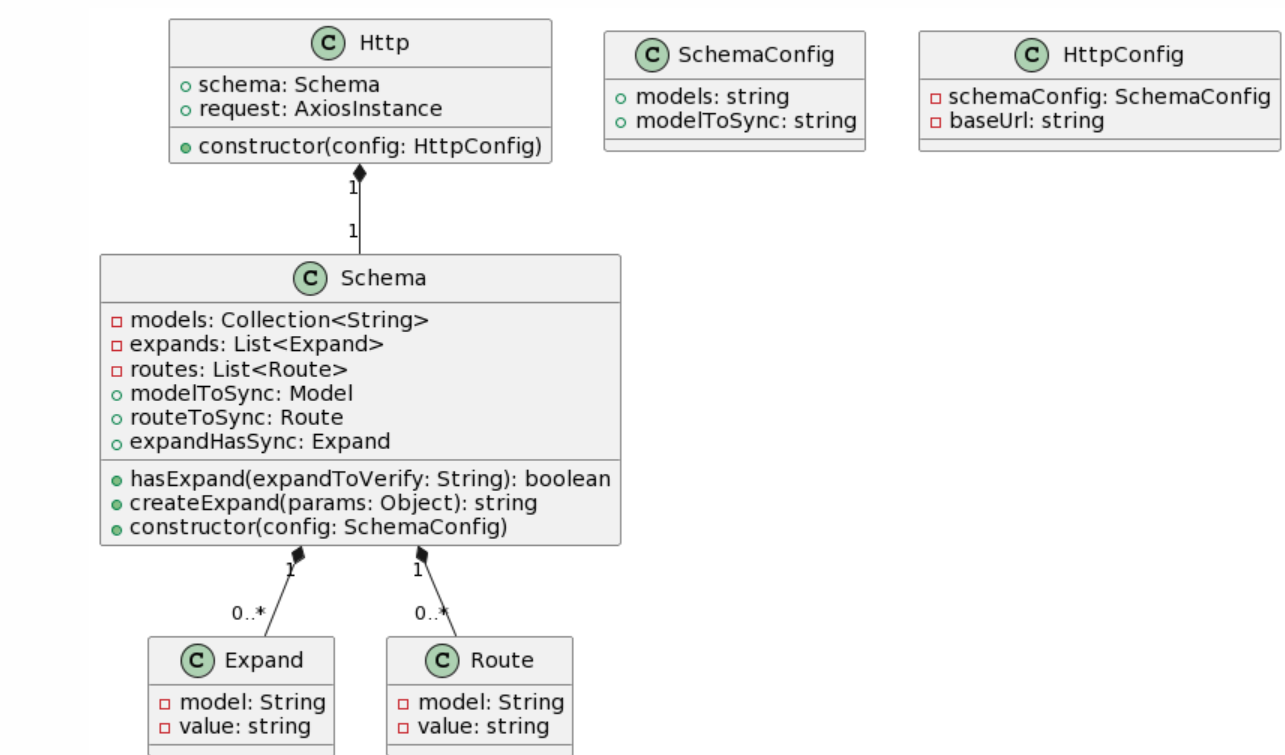 C Http
schema: Schema
request: AxiosInstance
constructor(config: HttpConfig)
C SchemaConfig
models: string
modelToSync: string
C HttpConfig
schemaConfig: SchemaConfig
baseUrl: string
1
1
C Schema
models: Collection<String>
expands: List<Expand>
routes: List<Route>
modelToSync: Model
routeToSync: Route
expandHasSync: Expand
hasExpand(expandToVerify: String): boolean
createExpand(params: Object): string
constructor(config: SchemaConfig)
1
1
0..*
0..*
C Expand
model: String
value: string
C Route
model: String
value: string